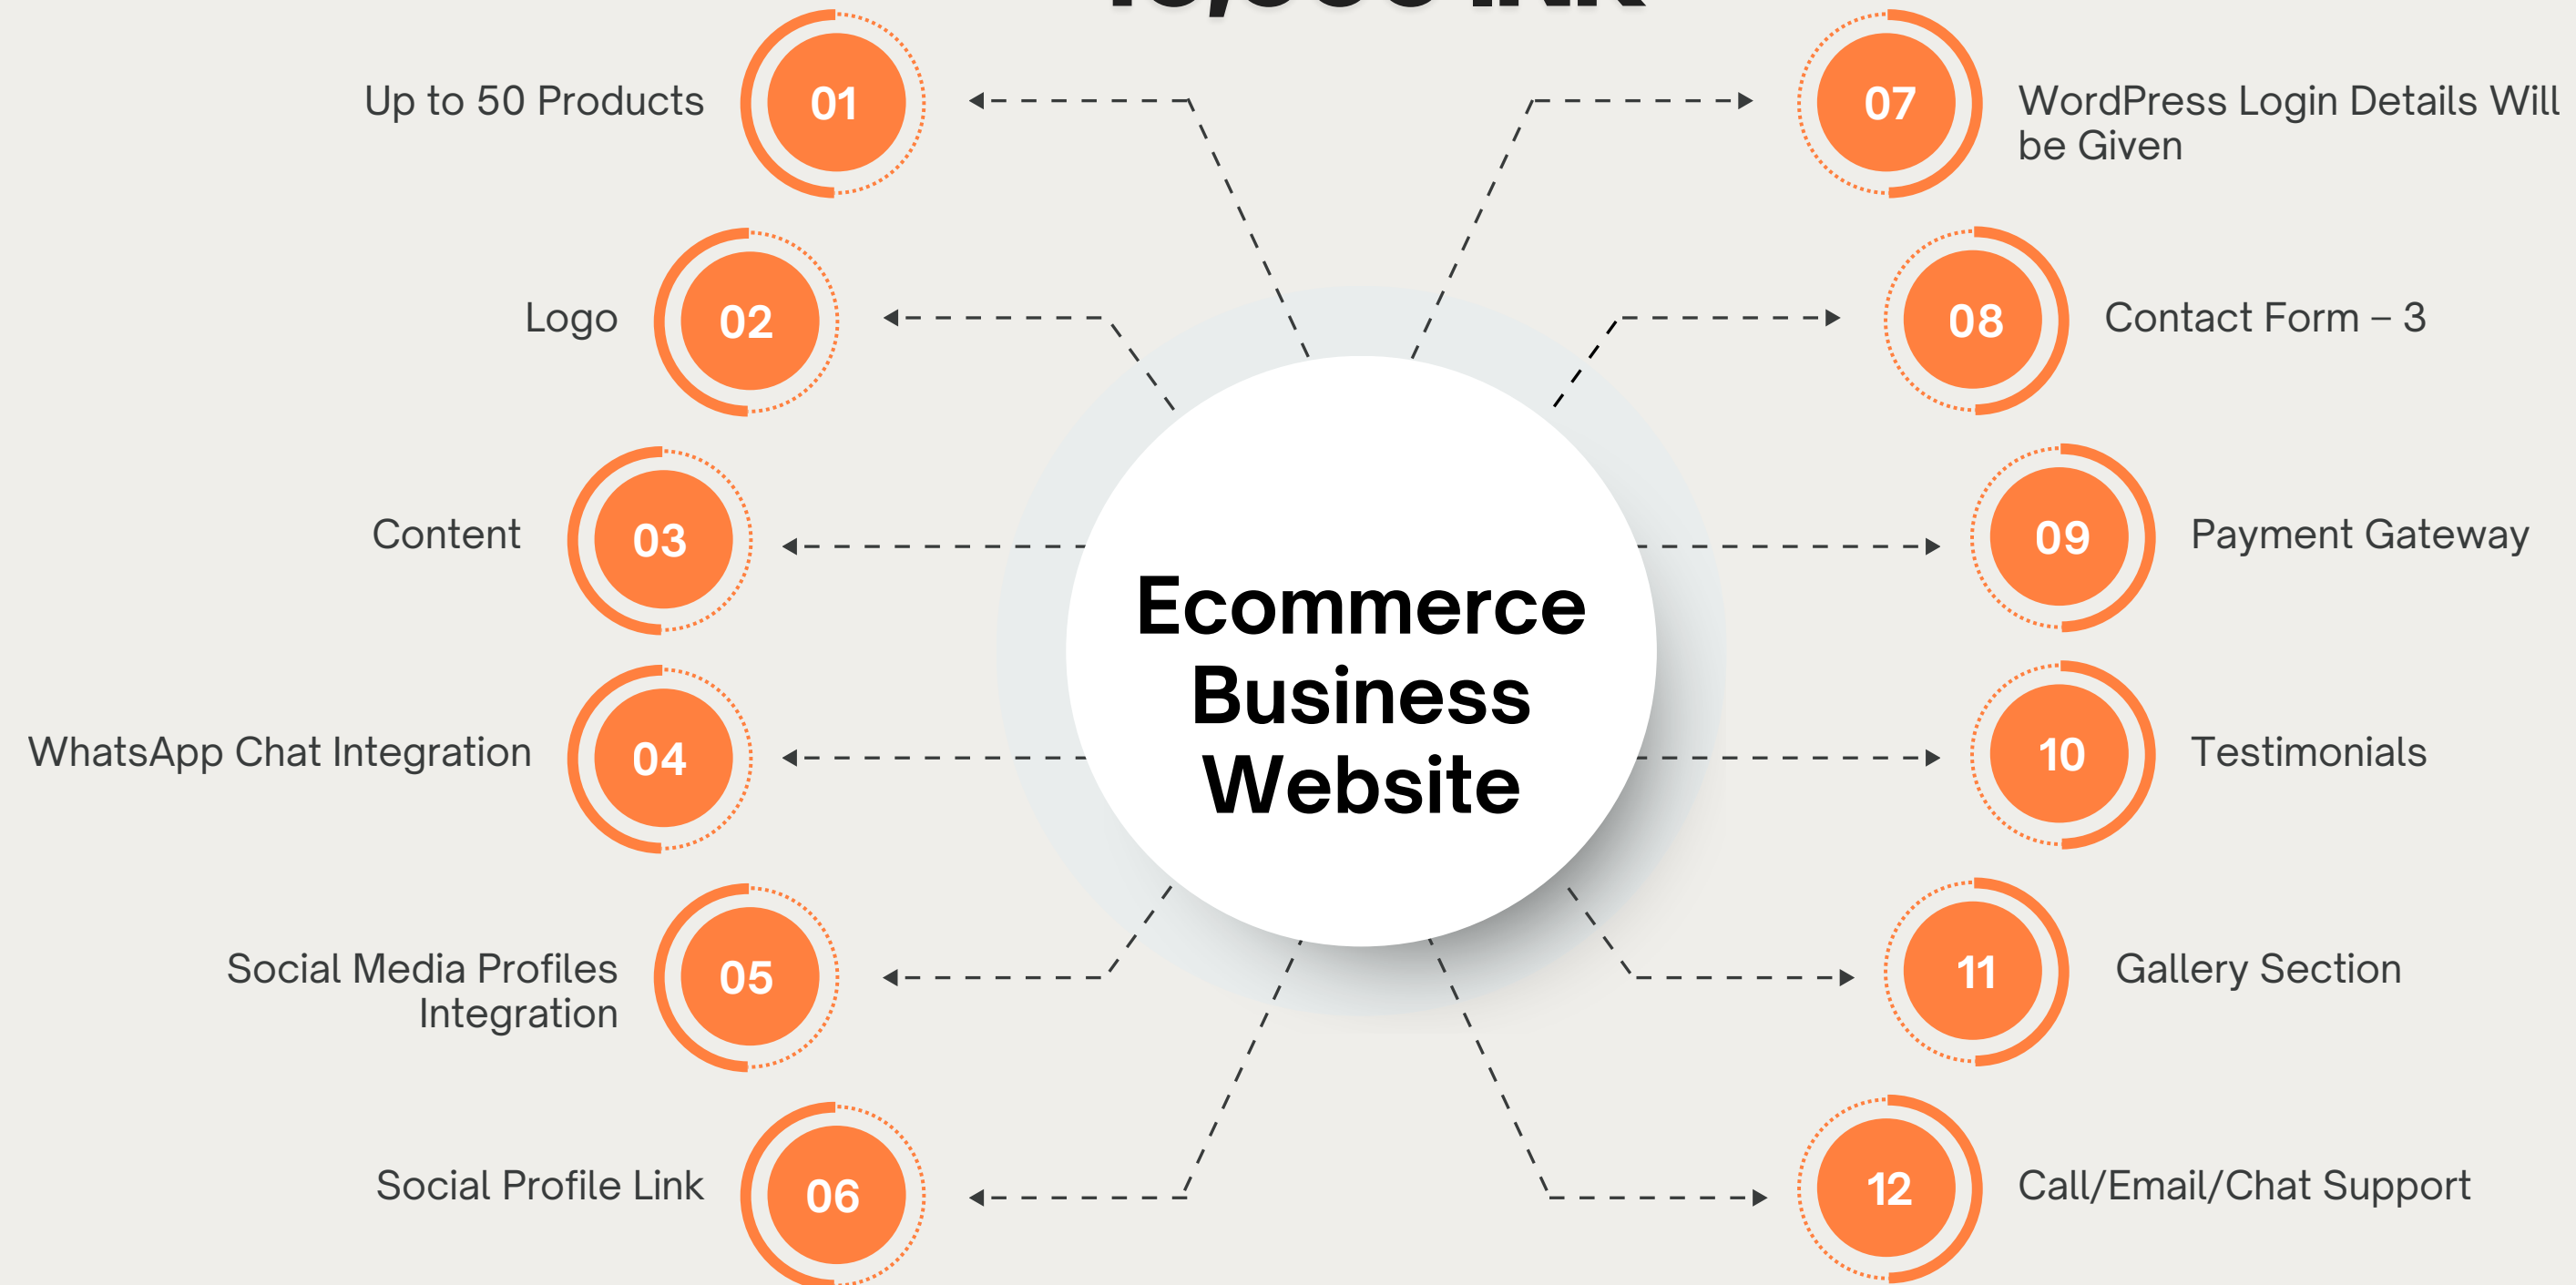 Up to 50 Products
01
Logo
02
Content
03
WhatsApp Chat Integration
04
Social Media Profiles
Integration
05
Social Profile Link
06
Ecommerce
Business
Website
07
WordPress Login Details Will
be Given
08
Contact Form – 3
09
Payment Gateway
10
Testimonials
11
Gallery Section
12
Call/Email/Chat Support